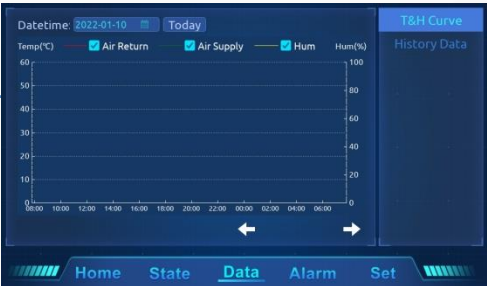 Datetime: 2022-01-10 Today
T&H Curve
Temp(℃) Air Return Air Supply Hum Hum(%)
History Data
60 100
50
80
40
60
30
40
20
20
10
0 0
08:00 10:00 12:00 14:00 16:00 18:00 20:00 22:00 00:00 02:00 04:00 06:00
Home State Data Alarm Set